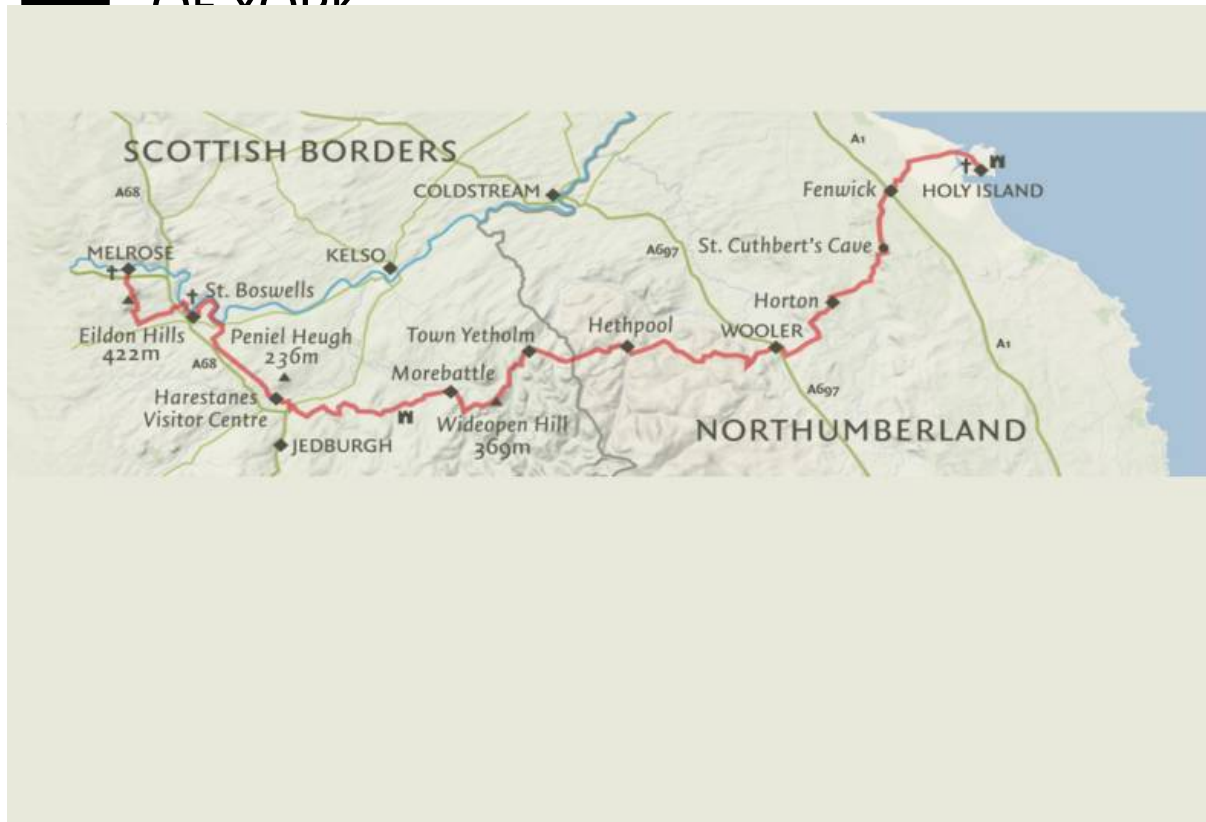 OF YORK
SCOTTISH BORDERS
A1
A68
COLDSTREAM
Fenwick
HOLY ISLAND
MELROSE
KELSO
A697
St. Cuthbert's Cave
St. Boswells
Horton
Eildon Hills
422m
Peniel Heugh
236m
Town Yetholm
Hethpool
WOOLER
A1
A68
Morebattle
A697
Harestanes
Visitor Centre
Wideopen Hill
369m
NORTHUMBERLAND
JEDBURGH